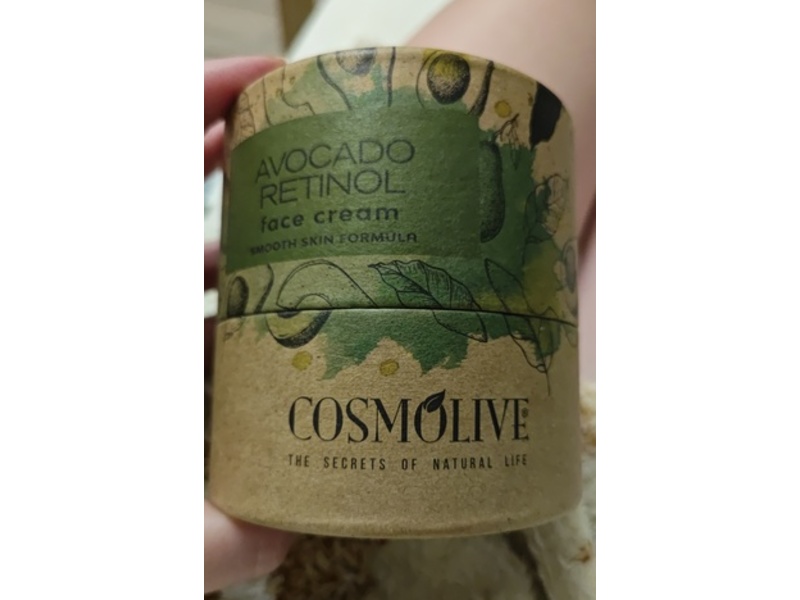 AVOCADO
RETINOL
face cream
SMOOTH SKIN FORMULA
COSMOLIVE®
THE SECRETS OF NATURAL LIFE